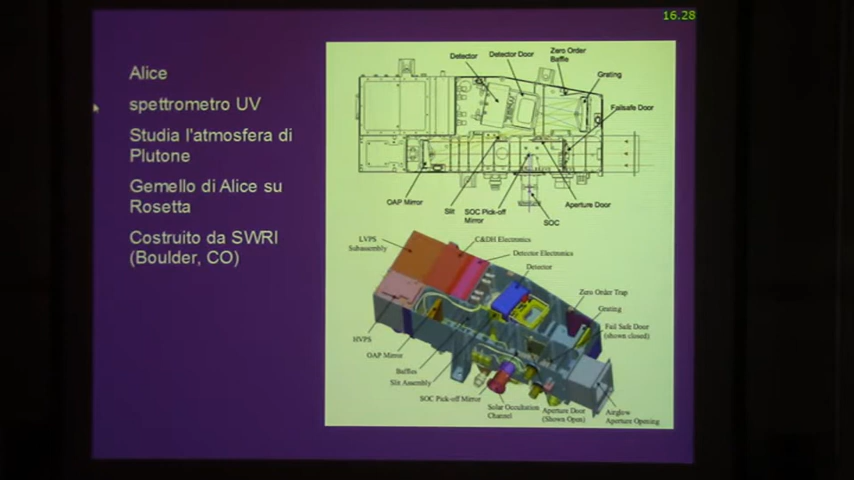 16.28
Alice
spettrometro UV
Studia l'atmosfera di
Plutone
Gemello di Alice su
Rosetta
Costruito da SWRI
(Boulder, CO)
Detector
Detector Door
Zero Order
Baffle
Grating
Failsafe Door
OAP Mirror
Slit
SOC Pick-off
Mirror
SOC
Aperture Door
LVPS
Subassembly
C&DH Electronics
Detector Electronics
Detector
Zero Order Trap
Grating
Fail Safe Door
(shown closed)
HVPS
OAP Mirror
Baffles
Slit Assembly
SOC Pick-off Mirror
Solar Occultation
Channel
Aperture Door
(Shown Open)
Airglow
Aperture Opening